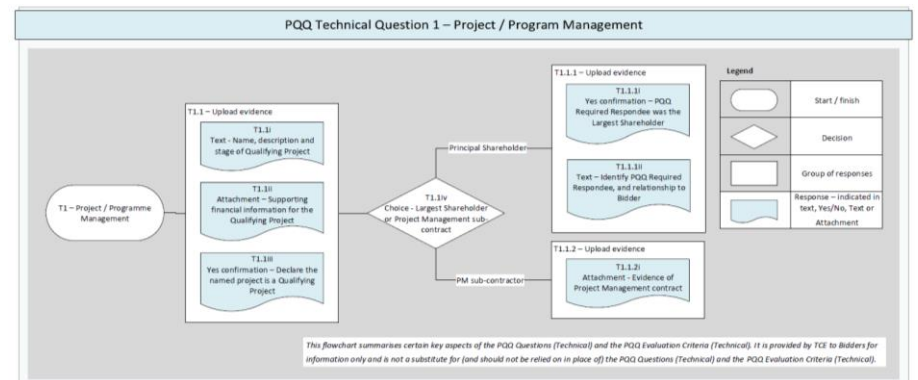 PQQ Technical Question 1 – Project / Program Management
T1 – Project / Programme
Management
T1.1 – Upload evidence
T1.1i
Text - Name, description and
stage of Qualifying Project
T1.1ii
Attachment – Supporting
financial information for the
Qualifying Project
T1.1iii
Yes confirmation – Declare the
named project is a Qualifying
Project
T1.1iv
Choice - Largest Shareholder
or Project Management sub-
contract
Principal Shareholder
PM sub-contractor
T1.1.1 – Upload evidence
T1.1.1i
Yes confirmation – PQQ
Required Respondee was the
Largest Shareholder
T1.1.1ii
Text – Identify PQQ Required
Respondee, and relationship to
Bidder
T1.1.2 – Upload evidence
T1.1.2i
Attachment - Evidence of
Project Management contract
Legend
Start / finish
Decision
Group of responses
Response – indicated in
text, Yes/No, Text or
Attachment
This flowchart summarises certain key aspects of the PQQ Questions (Technical) and the PQQ Evaluation Criteria (Technical). It is provided by TCE to Bidders for
information only and is not a substitute for (and should not be relied on in place of) the PQQ Questions (Technical) and the PQQ Evaluation Criteria (Technical).